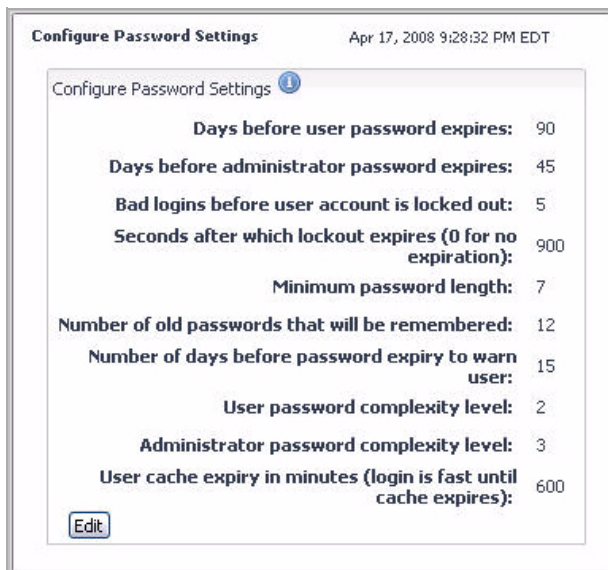 Configure Password Settings Apr 17, 2008 9:28:32 PM EDT
Configure Password Settings
Days before user password expires: 90
Days before administrator password expires: 45
Bad logins before user account is locked out: 5
Seconds after which lockout expires (0 for no
expiration): 900
Minimum password length: 7
Number of old passwords that will be remembered: 12
Number of days before password expiry to warn
user: 15
User password complexity level: 2
Administrator password complexity level: 3
User cache expiry in minutes (login is fast until
cache expires): 600
Edit